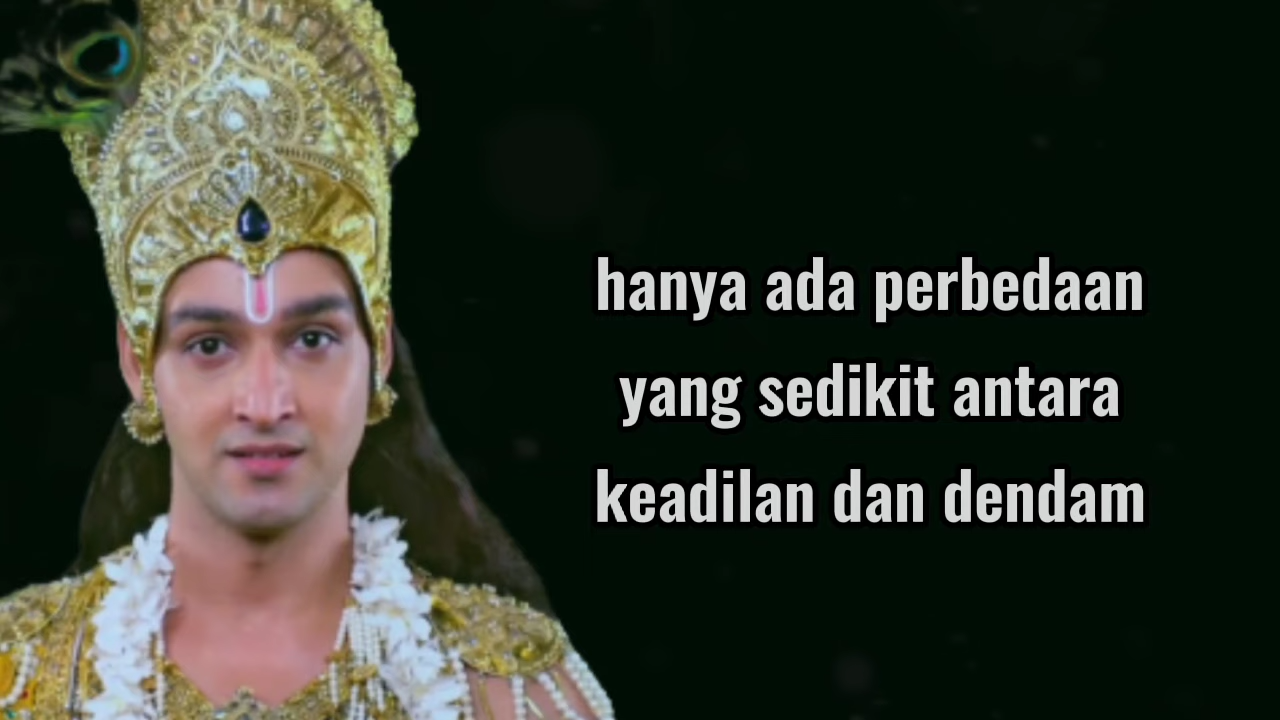 hanya ada perbedaan
yang sedikit antara
keadilan dan dendam